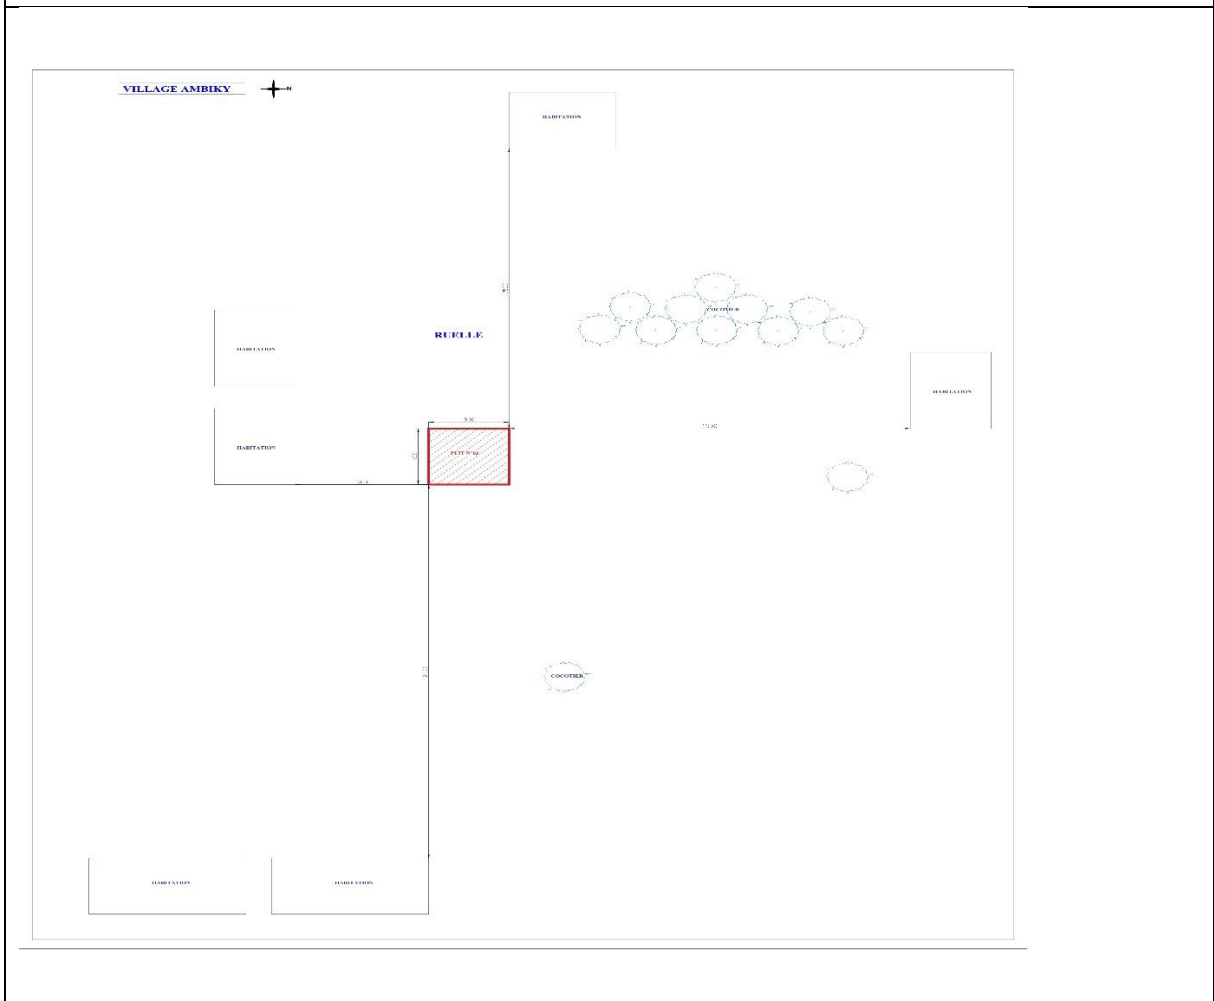 VILLAGE AMBIKY
N
HABITATION
COCOTIER
RUELLE
HABITATION
HABITATION
HABITATION
PUIT N°02
COCOTIER
HABITATION
HABITATION